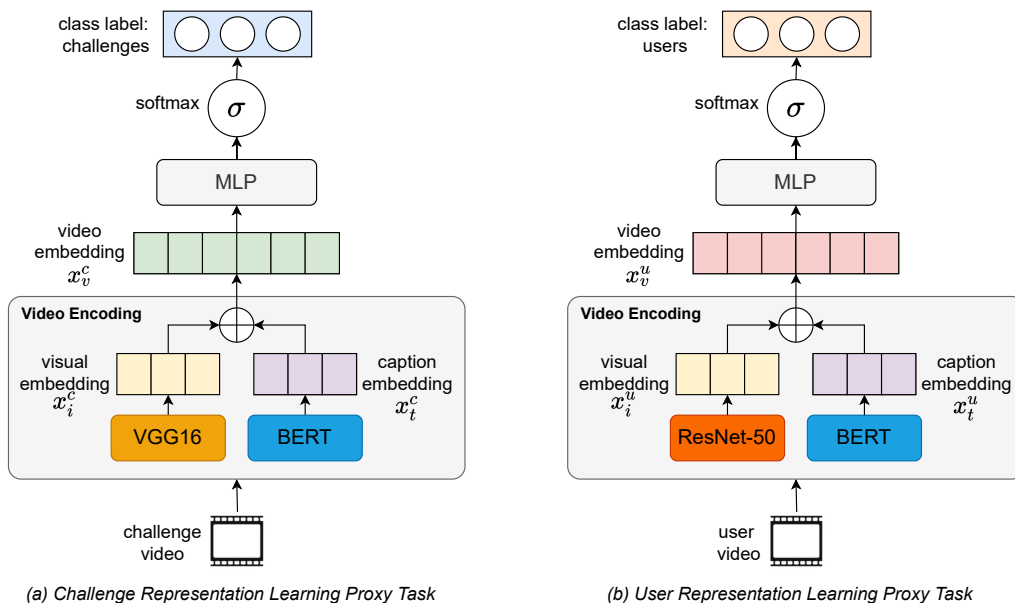 class label:
challenges
softmax
σ
MLP
video
embedding
x_v^c
Video Encoding
visual
embedding
x_i^c
caption
embedding
x_t^c
VGG16
BERT
challenge
video
(a) Challenge Representation Learning Proxy Task
class label:
users
softmax
σ
MLP
video
embedding
x_v^u
Video Encoding
visual
embedding
x_i^u
caption
embedding
x_t^u
ResNet-50
BERT
user
video
(b) User Representation Learning Proxy Task